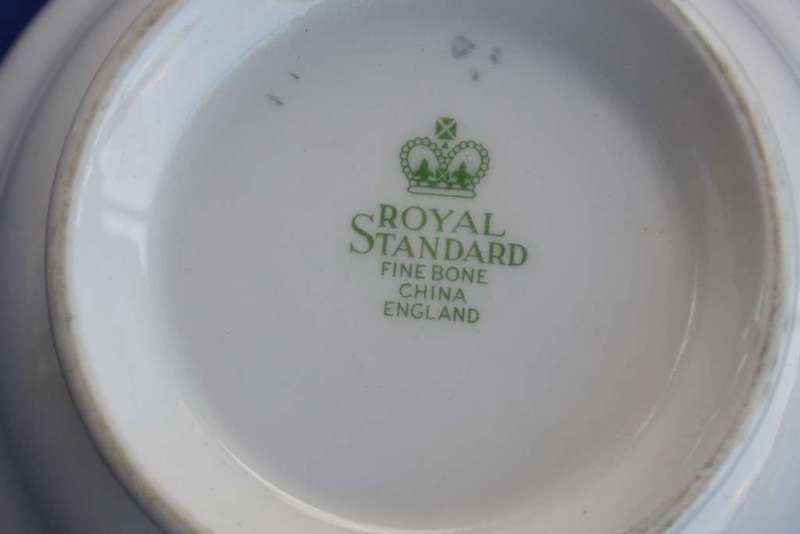 ROYAL
STANDARD
FINE BONE
CHINA
ENGLAND